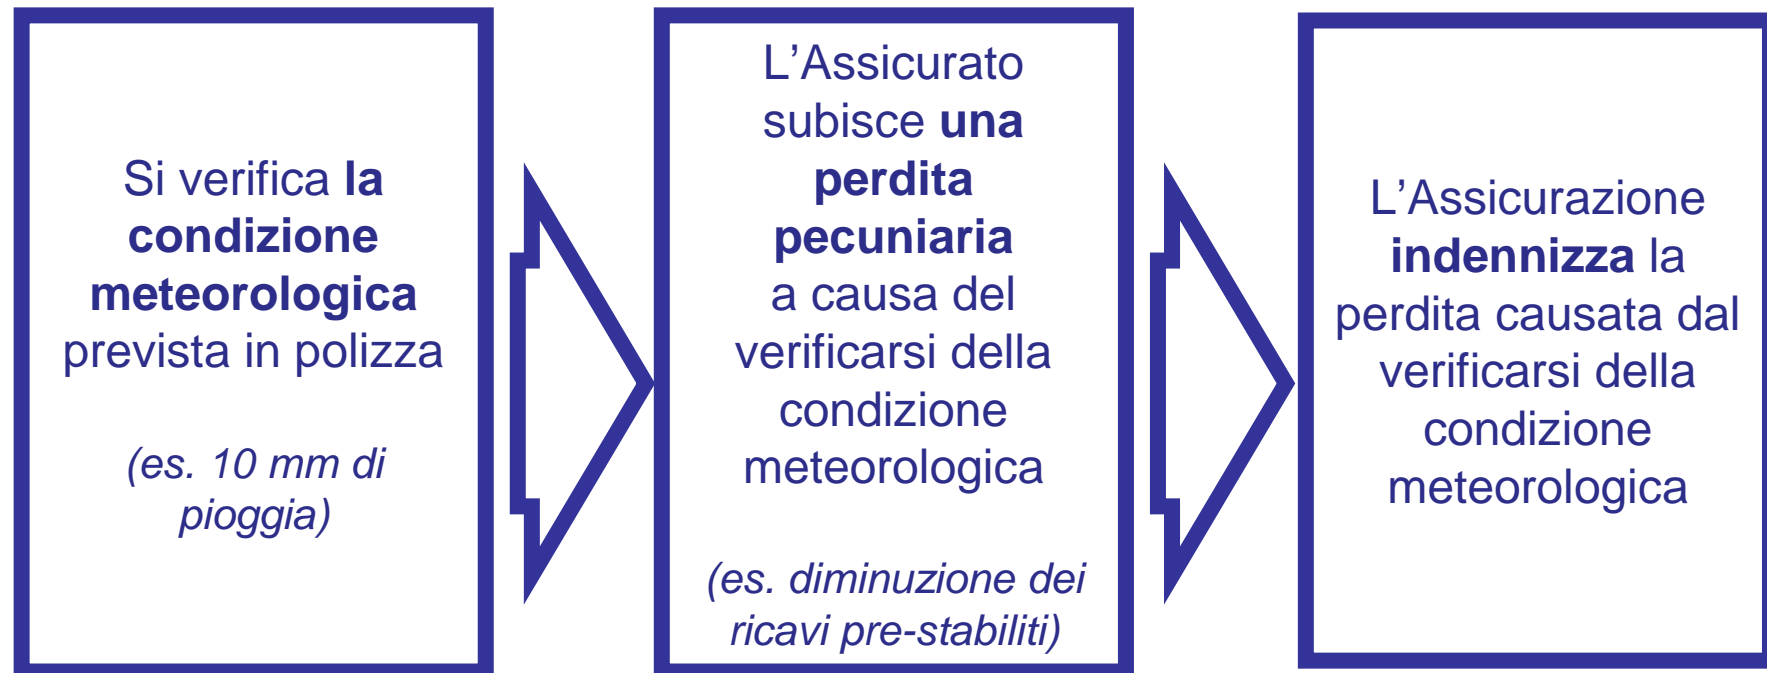 Si verifica la
condizione
meteorologica
prevista in polizza
(es. 10 mm di
pioggia)
L’Assicurato
subisce una
perdita
pecuniaria
a causa del
verificarsi della
condizione
meteorologica
(es. diminuzione dei
ricavi pre-stabiliti)
L’Assicurazione
indennizza la
perdita causata dal
verificarsi della
condizione
meteorologica